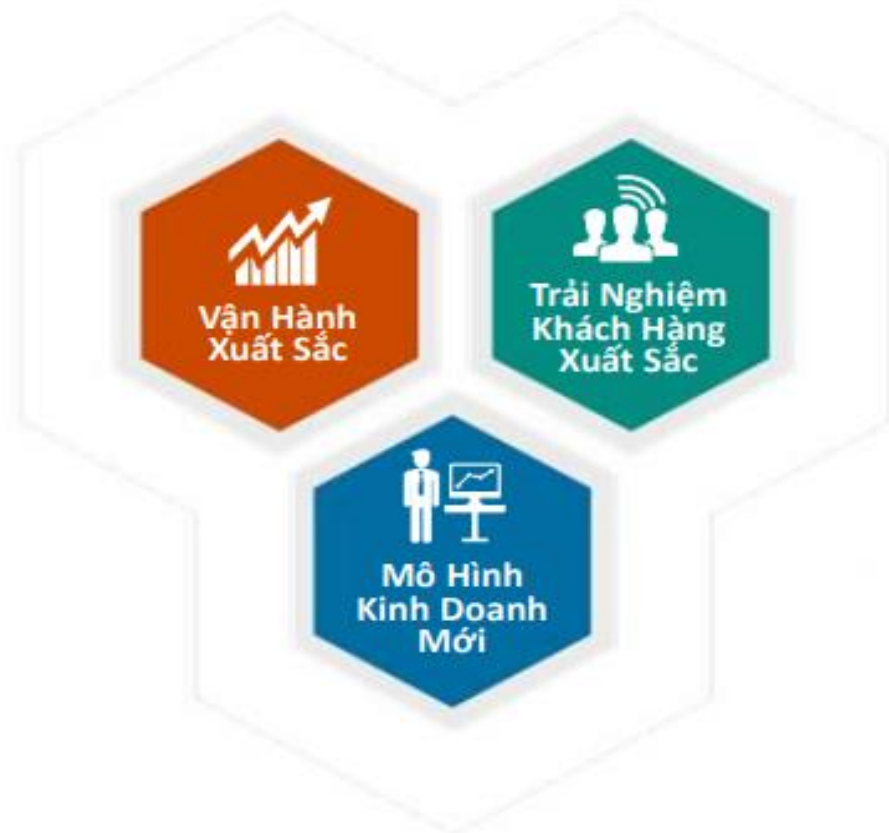 Vận Hành
Xuất Sắc
Trải Nghiệm
Khách Hàng
Xuất Sắc
Mô Hình
Kinh Doanh
Mới